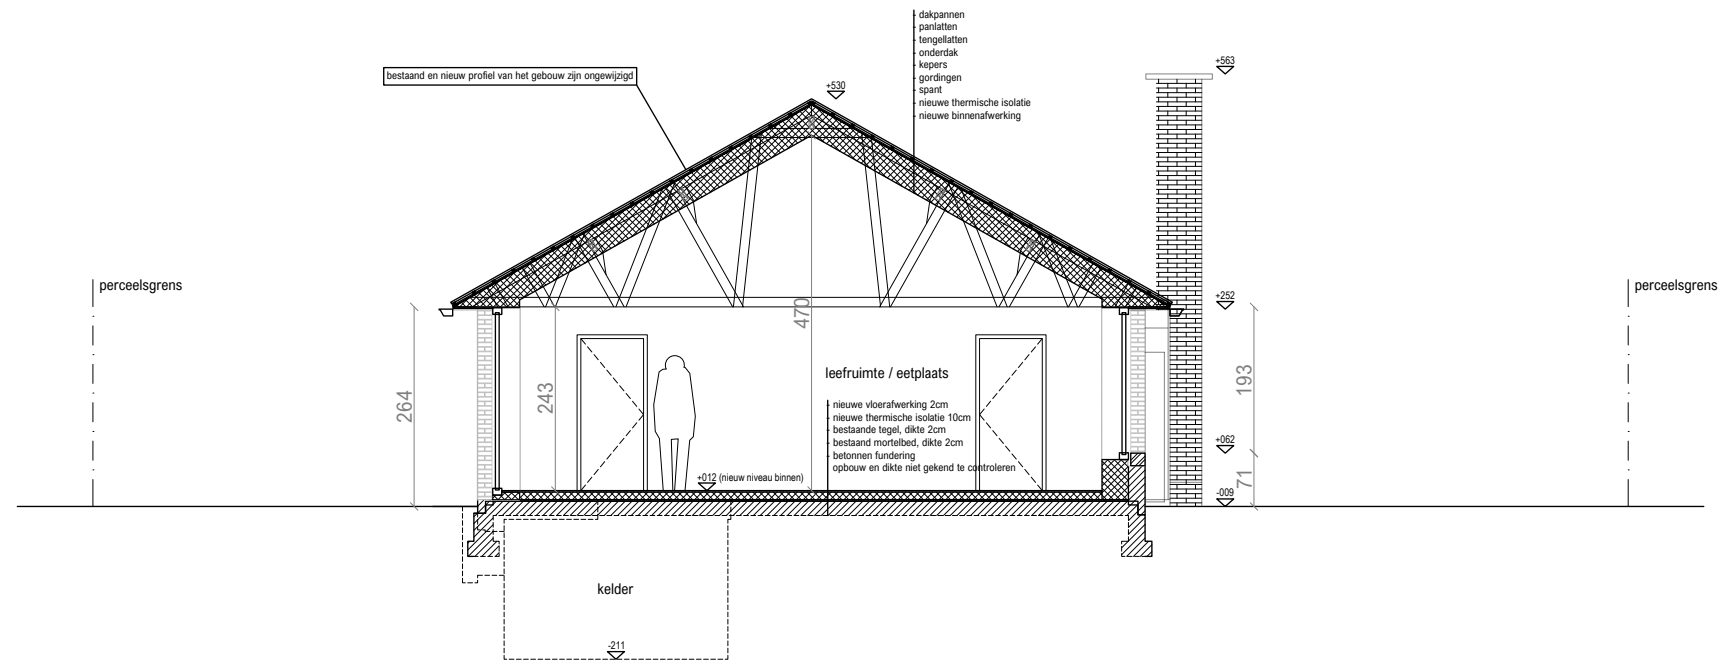 dakpannen
panlatten
tengellatten
onderdak
kepers
gordingen
spant
nieuwe thermische isolatie
nieuwe binnenafwerking
bestaand en nieuw profiel van het gebouw zijn ongewijzigd
+530
+563
perceelsgrens
perceelsgrens
+252
470
264
243
193
leefruimte / eetplaats
nieuwe vloerafwerking 2cm
nieuwe thermische isolatie 10cm
bestaande tegel, dikte 2cm
bestaand mortelbed, dikte 2cm
betonnen fundering
opbouw en dikte niet gekend te controleren
+062
+012 (nieuw niveau binnen)
71
-009
kelder
-211